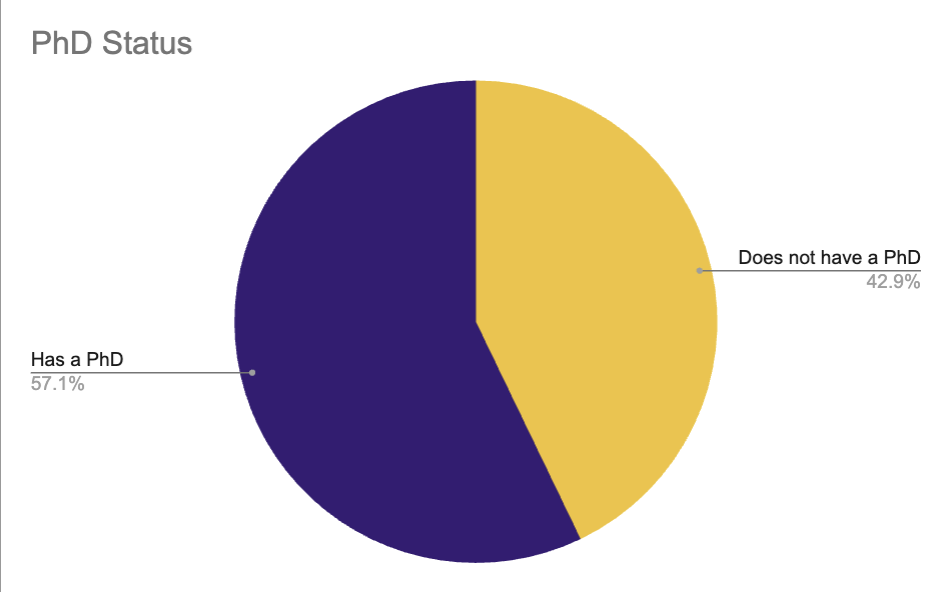 PhD Status
Does not have a PhD
42.9%
Has a PhD
57.1%